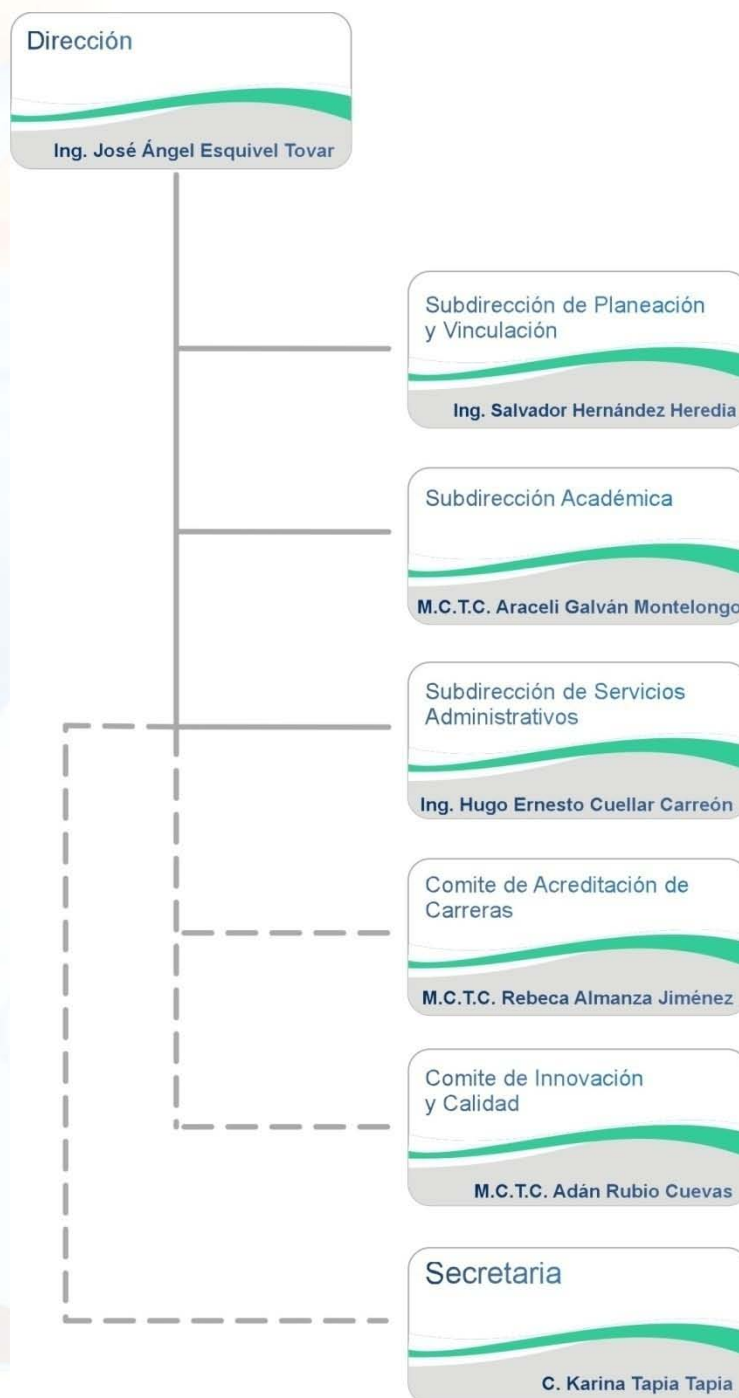 Dirección
Ing. José Ángel Esquivel Tovar
Subdirección de Planeación
y Vinculación
Ing. Salvador Hernández Heredia
Subdirección Académica
M.C.T.C. Araceli Galván Montelongo
Subdirección de Servicios
Administrativos
Ing. Hugo Ernesto Cuellar Carreón
Comite de Acreditación de
Carreras
M.C.T.C. Rebeca Almanza Jiménez
Comite de Innovación
y Calidad
M.C.T.C. Adán Rubio Cuevas
Secretaria
C. Karina Tapia Tapia